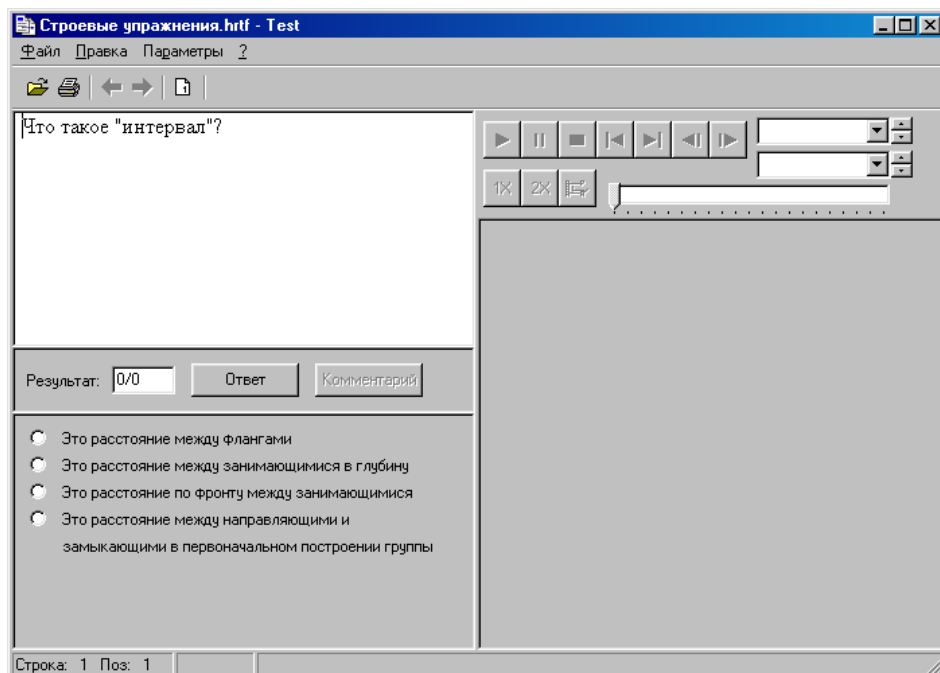 Строевые упражнения.hrtf - Test
Файл Правка Параметры ?
Что такое "интервал"?
1X 2X
Результат: 0/0 Ответ Комментарий
Это расстояние между флангами
Это расстояние между занимающимися в глубину
Это расстояние по фронту между занимающимися
Это расстояние между направляющими и
замыкающими в первоначальном построении группы
Строка: 1 Поз: 1